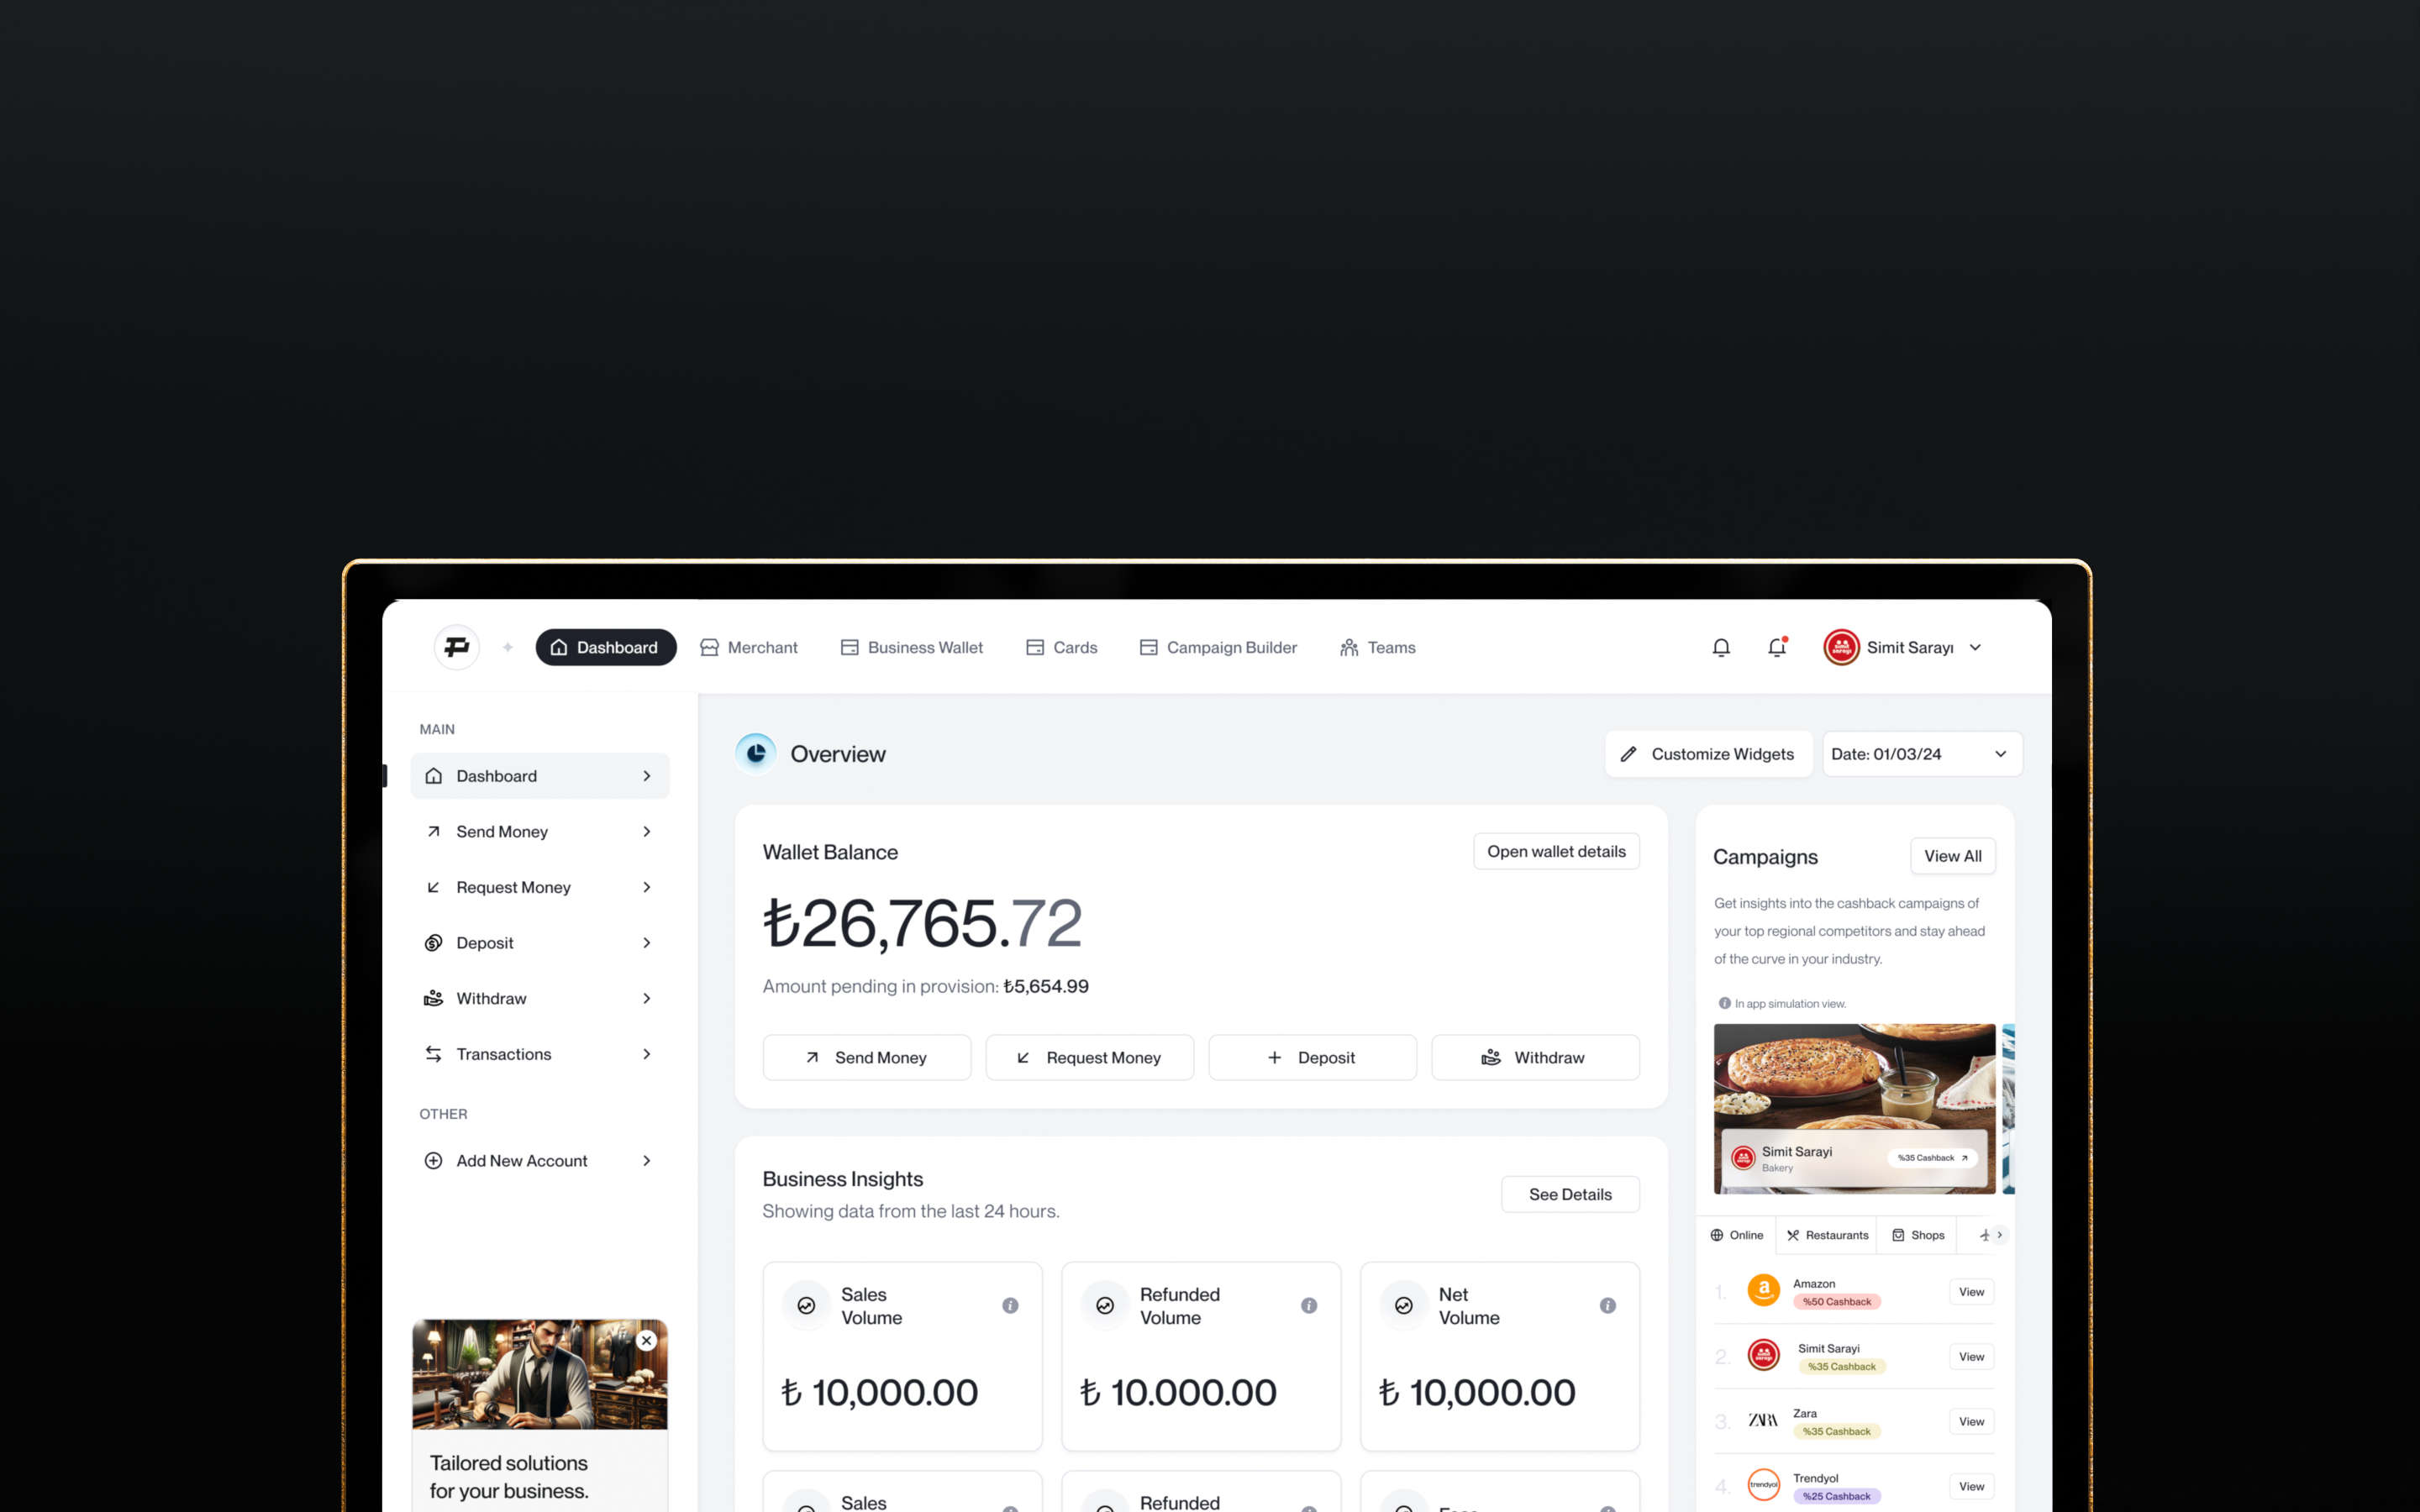 Dashboard
Merchant
Business Wallet
Cards
Campaign Builder
Teams
Simit Sarayı
MAIN
Dashboard
Send Money
Request Money
Deposit
Withdraw
Transactions
OTHER
Add New Account
Tailored solutions
for your business.
Overview
Customize Widgets
Date: 01/03/24
Wallet Balance
Open wallet details
₺26,765.72
Amount pending in provision: ₺5,654.99
Send Money
Request Money
Deposit
Withdraw
Business Insights
Showing data from the last 24 hours.
See Details
Sales
Volume
₺ 10,000.00
Refunded
Volume
₺ 10.000.00
Net
Volume
₺ 10,000.00
Sales
Refunded
Campaigns
View All
Get insights into the cashback campaigns of
your top regional competitors and stay ahead
of the curve in your industry.
In app simulation view.
Simit Sarayi
Bakery
%35 Cashback
Online
Restaurants
Shops
1.
Amazon
%50 Cashback
View
2.
Simit Sarayi
%35 Cashback
View
3.
ZARA
Zara
%35 Cashback
View
4.
trendyol
Trendyol
%25 Cashback
View